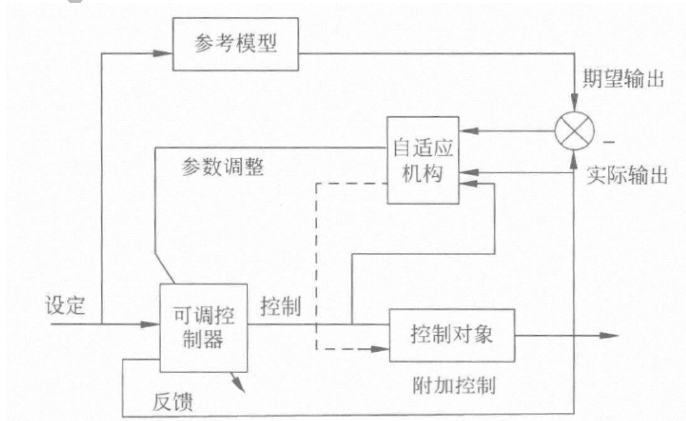 参考模型
期望输出
自适应
机构
参数调整
实际输出
设定
可调控
制器
控制
控制对象
附加控制
反馈